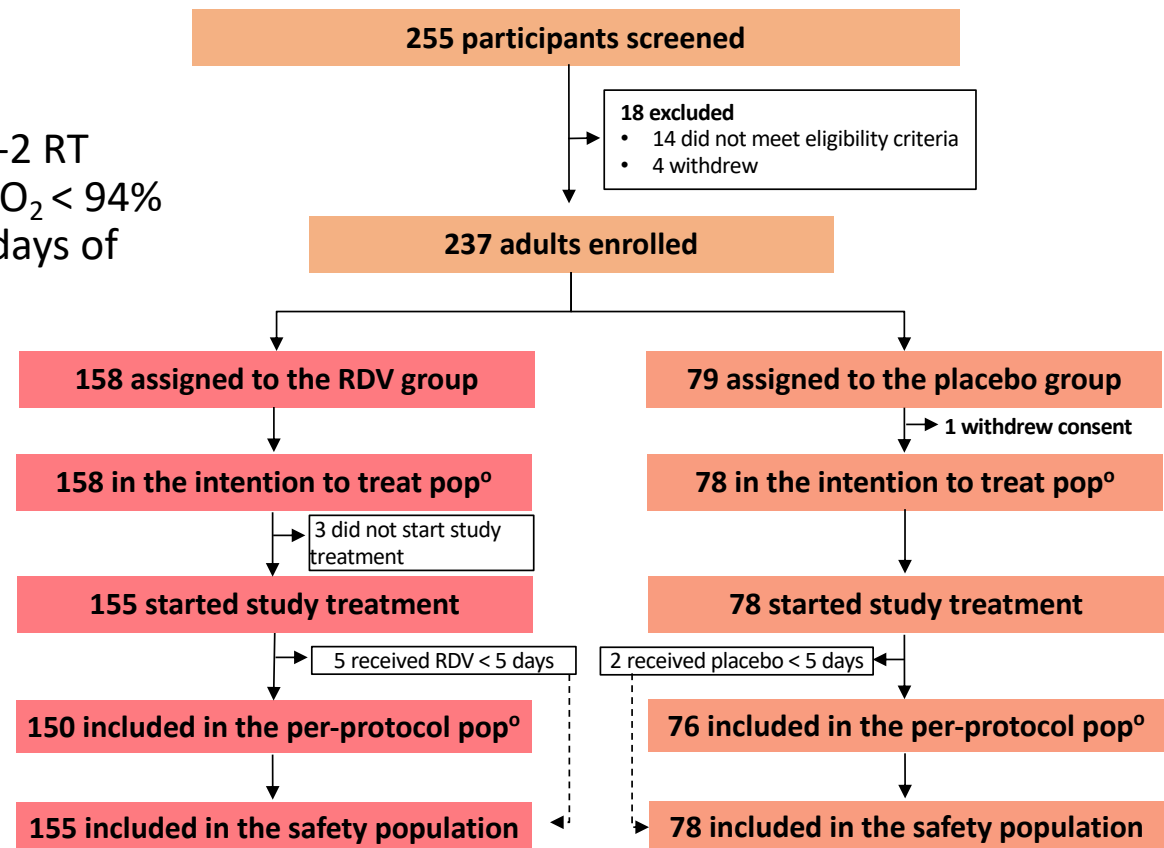 255 participants screened
18 excluded
• 14 did not meet eligibility criteria
• 4 withdrew
-2 RT
O₂ < 94%
days of
237 adults enrolled
158 assigned to the RDV group
79 assigned to the placebo group
1 withdrew consent
158 in the intention to treat popº
78 in the intention to treat popº
3 did not start study
treatment
155 started study treatment
78 started study treatment
5 received RDV < 5 days
2 received placebo < 5 days
150 included in the per-protocol popº
76 included in the per-protocol popº
155 included in the safety population
78 included in the safety population